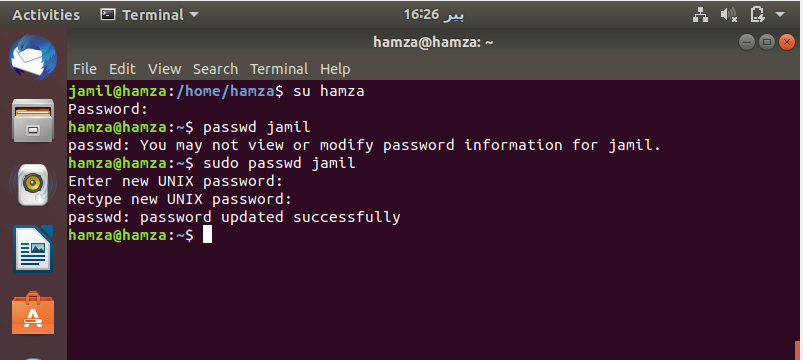 Activities Terminal 16:26 پیر
hamza@hamza: ~
File Edit View Search Terminal Help
jamil@hamza:/home/hamza$ su hamza
Password:
hamza@hamza:~$ passwd jamil
passwd: You may not view or modify password information for jamil.
hamza@hamza:~$ sudo passwd jamil
Enter new UNIX password:
Retype new UNIX password:
passwd: password updated successfully
hamza@hamza:~$